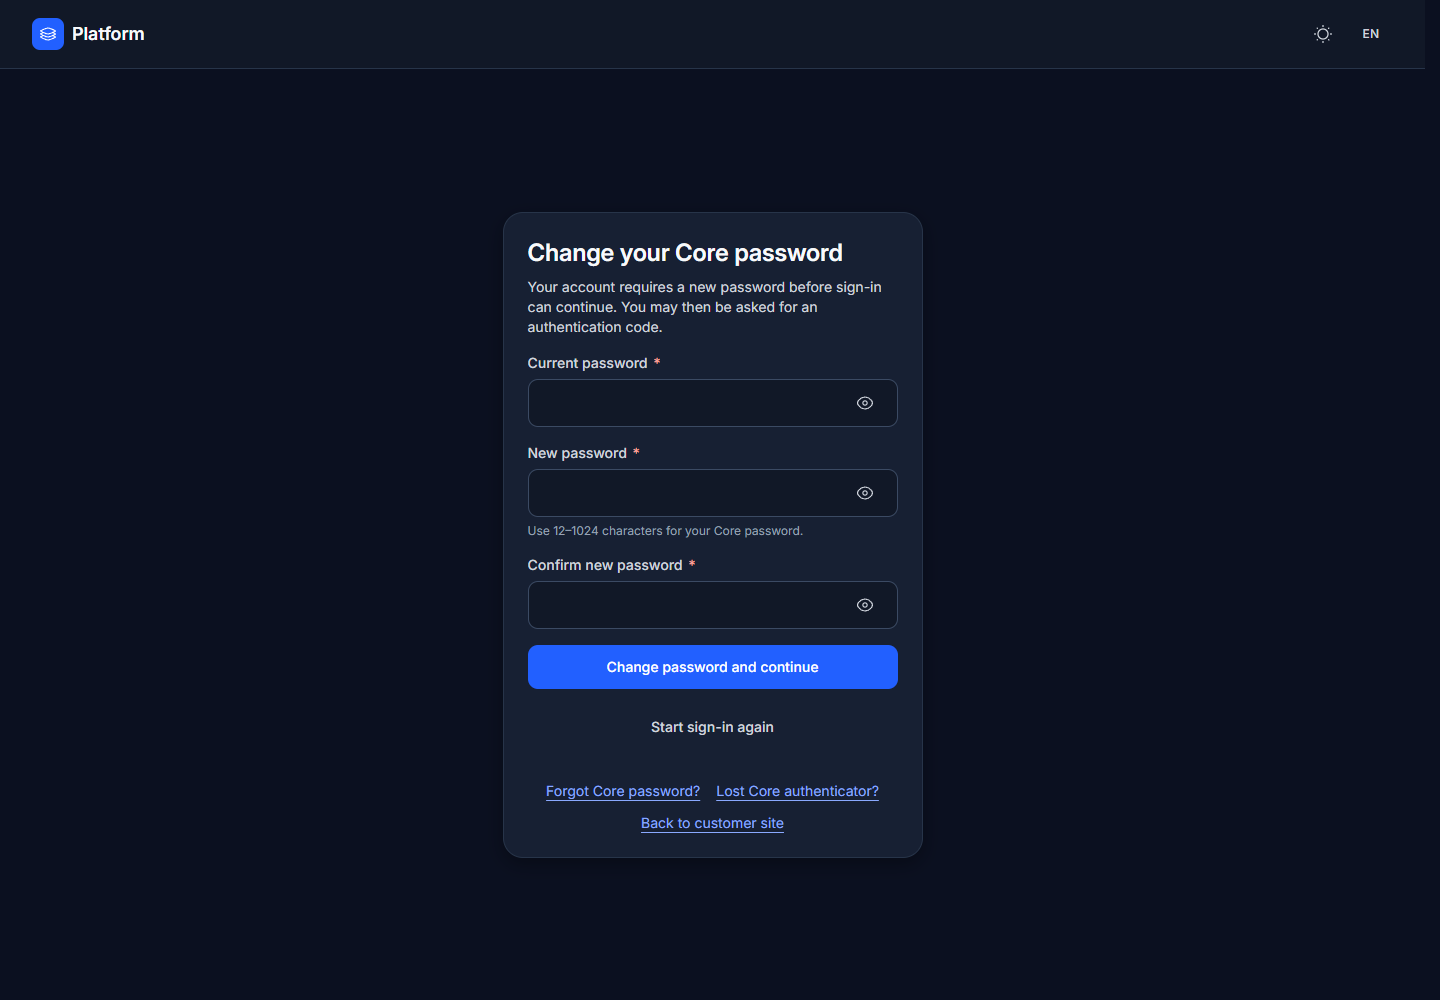 Platform
EN
Change your Core password
Your account requires a new password before sign-in
can continue. You may then be asked for an
authentication code.
Current password *
New password *
Use 12–1024 characters for your Core password.
Confirm new password *
Change password and continue
Start sign-in again
Forgot Core password? Lost Core authenticator?
Back to customer site